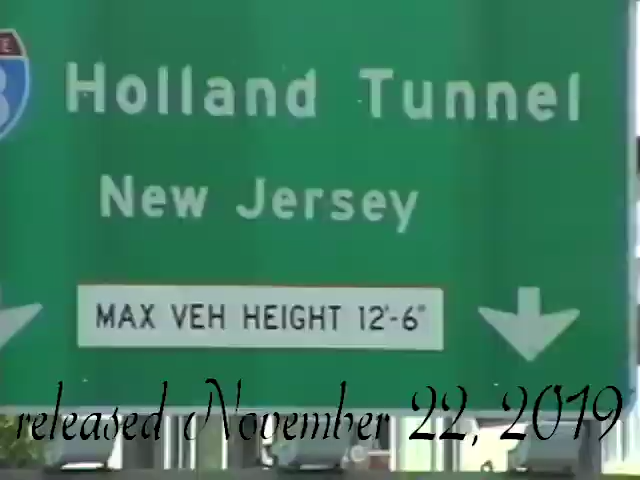 Holland Tunnel
New Jersey
MAX VEH HEIGHT 12'-6"
released November 22, 2019